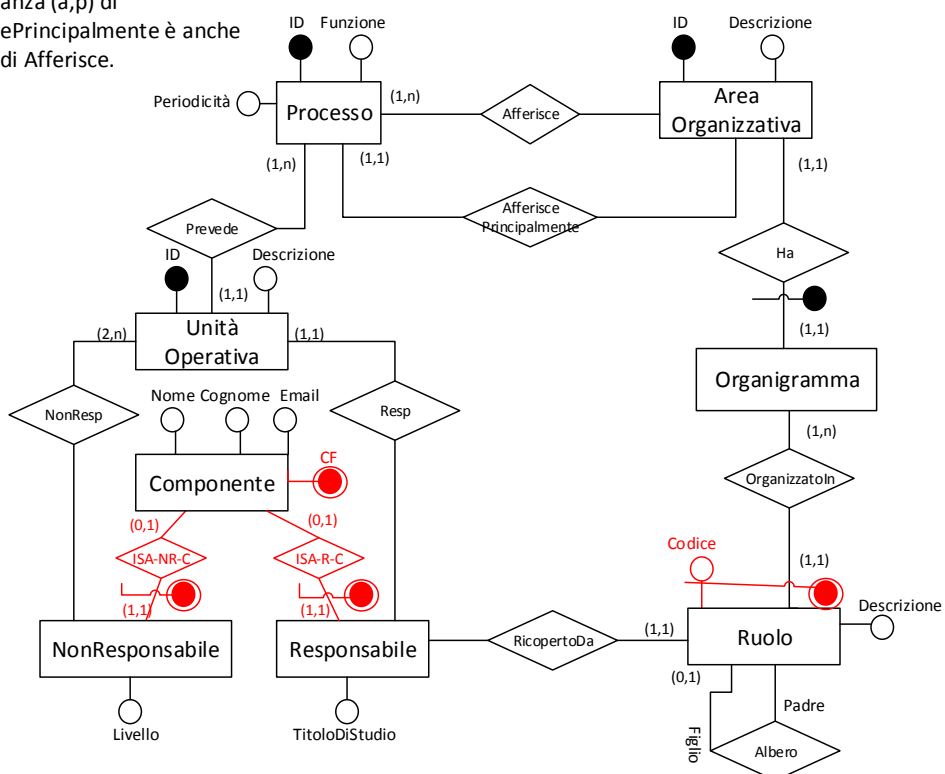 anza (a,p) di
ePrincipalmente è anche
di Afferisce.
ID Funzione
ID Descrizione
Periodicità
Processo
(1,n)
Afferisce
Area
Organizzativa
(1,n)
(1,1)
(1,1)
Afferisce
Principalmente
Prevede
Ha
ID Descrizione
(1,1)
(1,1)
(2,n)
Unità
Operativa
(1,1)
Organigramma
NonResp
Nome Cognome Email
Resp
(1,n)
CF
Componente
OrganizzatoIn
(0,1)
(0,1)
Codice
ISA-NR-C
ISA-R-C
(1,1)
(1,1)
(1,1)
Descrizione
NonResponsabile
Responsabile
RicopertoDa
(1,1)
Ruolo
(0,1)
Padre
Figlio
Livello
TitoloDiStudio
Albero